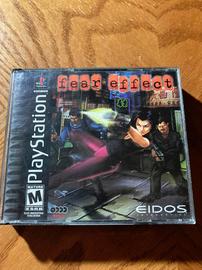 fear effect
PlayStation
MATURE
M
EIDOS